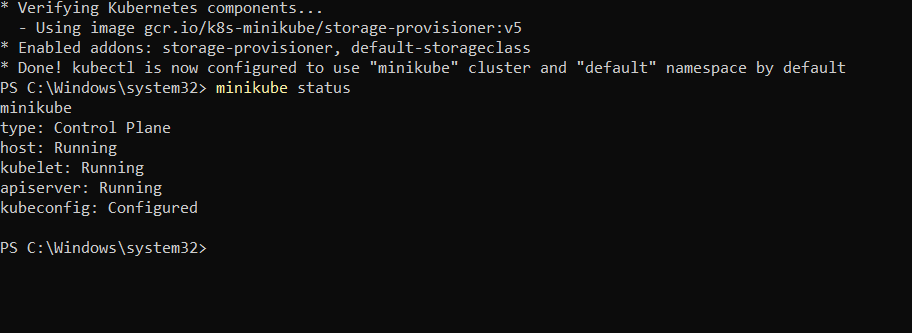 * Verifying Kubernetes components...
  - Using image gcr.io/k8s-minikube/storage-provisioner:v5
* Enabled addons: storage-provisioner, default-storageclass
* Done! kubectl is now configured to use "minikube" cluster and "default" namespace by default
PS C:\Windows\system32> minikube status
minikube
type: Control Plane
host: Running
kubelet: Running
apiserver: Running
kubeconfig: Configured

PS C:\Windows\system32>